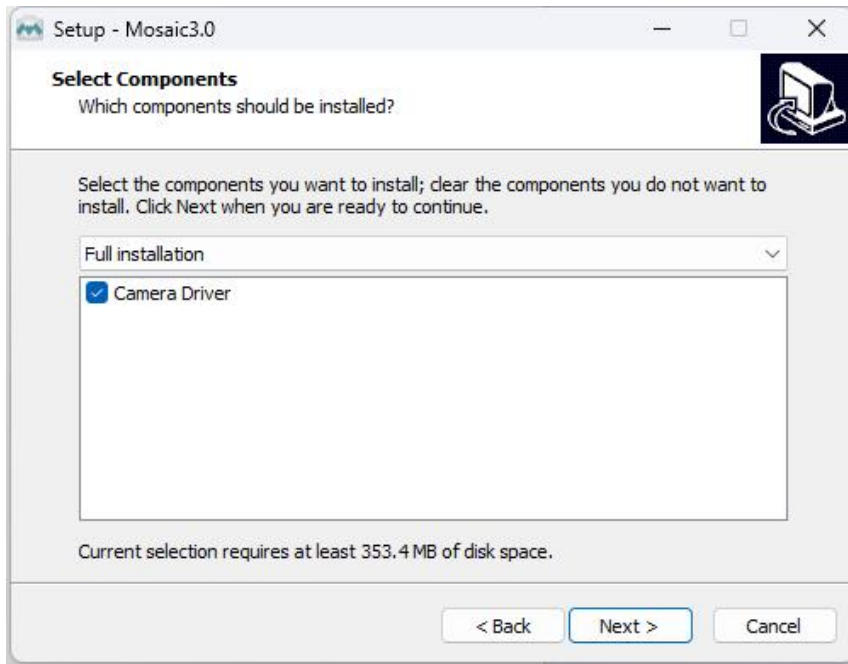 Setup - Mosaic3.0
Select Components
Which components should be installed?
Select the components you want to install; clear the components you do not want to
install. Click Next when you are ready to continue.
Full installation
Camera Driver
Current selection requires at least 353.4 MB of disk space.
< Back
Next >
Cancel